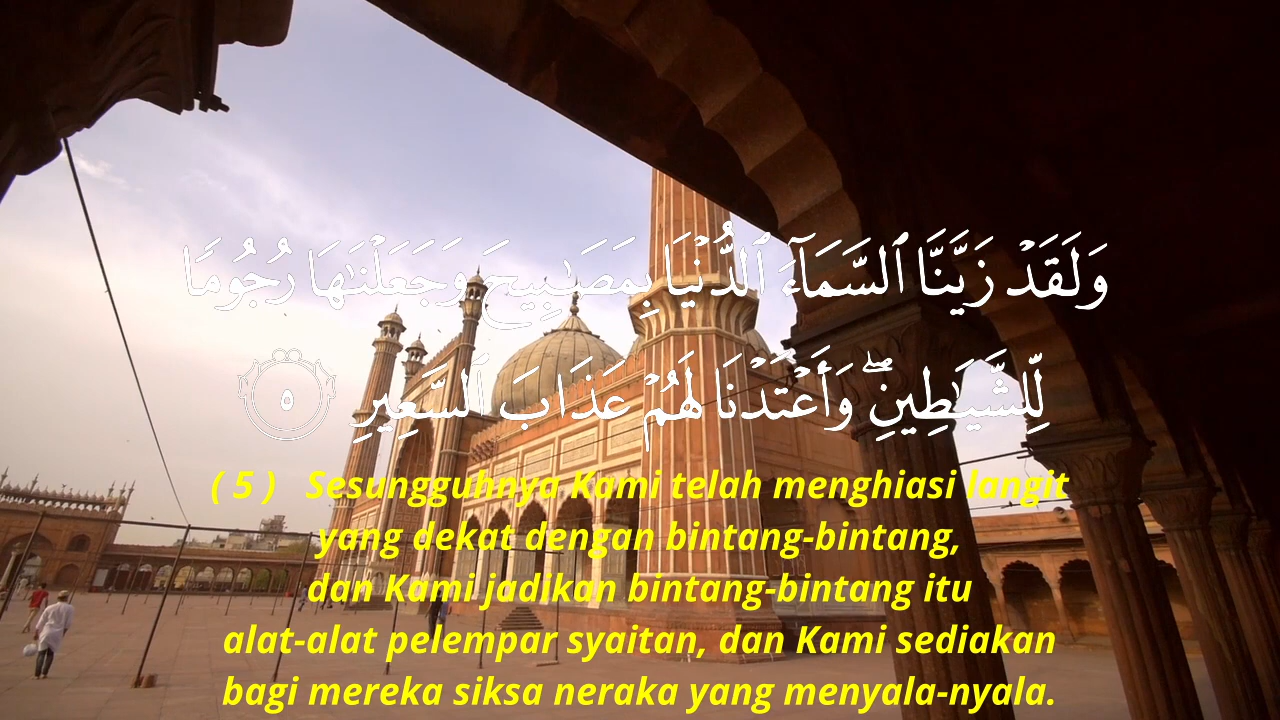 وَلَقَدْ زَيَّنَّا ٱلسَّمَآءَ ٱلدُّنْيَا بِمَصَٰبِيحَ وَجَعَلْنَٰهَا رُجُومًا
لِّلشَّيَٰطِينِ ۖ وَأَعْتَدْنَا لَهُمْ عَذَابَ ٱلسَّعِيرِ ٥
( 5 ) Sesungguhnya Kami telah menghiasi langit
yang dekat dengan bintang-bintang,
dan Kami jadikan bintang-bintang itu
alat-alat pelempar syaitan, dan Kami sediakan
bagi mereka siksa neraka yang menyala-nyala.